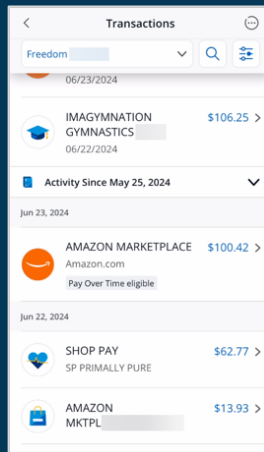 Transactions
Freedom
06/23/2024
IMAGYMNATION
GYMNASTICS
$106.25
06/22/2024
Activity Since May 25, 2024
Jun 23, 2024
AMAZON MARKETPLACE
$100.42
Amazon.com
Pay Over Time eligible
Jun 22, 2024
SHOP PAY
$62.77
SP PRIMALLY PURE
AMAZON
$13.93
MKTPL